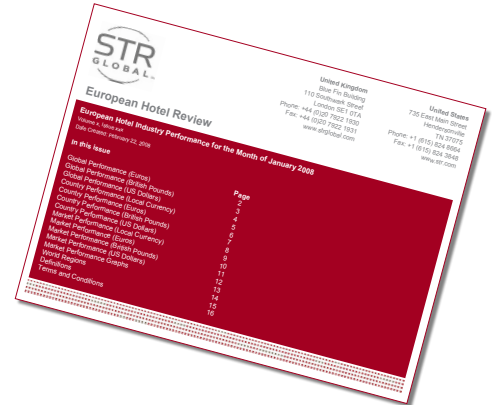 STR
GLOBAL
European Hotel Review
United Kingdom
Blue Fin Building
110 Southwark Street
London SE1 0TA
Phone: +44 (0)20 7922 1930
Fax: +44 (0)20 7922 1931
www.strglobal.com
United States
735 East Main Street
Hendersonville
TN 37075
Phone: +1 (615) 824 8664
Fax: +1 (615) 824 3848
www.str.com
European Hotel Industry Performance for the Month of January 2008
Volume Issue
Date Created: February 22, 2008
In this issue Page
Global Performance (Euros) 2
Global Performance (British Pounds) 3
Global Performance (US Dollars) 4
Country Performance (Local Currency) 5
Country Performance (Euros) 6
Country Performance (British Pounds) 7
Country Performance (US Dollars) 8
Market Performance (Local Currency) 9
Market Performance (Euros) 10
Market Performance (British Pounds) 11
Market Performance (US Dollars) 12
Market Performance Graphs 13
World Regions 14
Definitions 15
Terms and Conditions 16